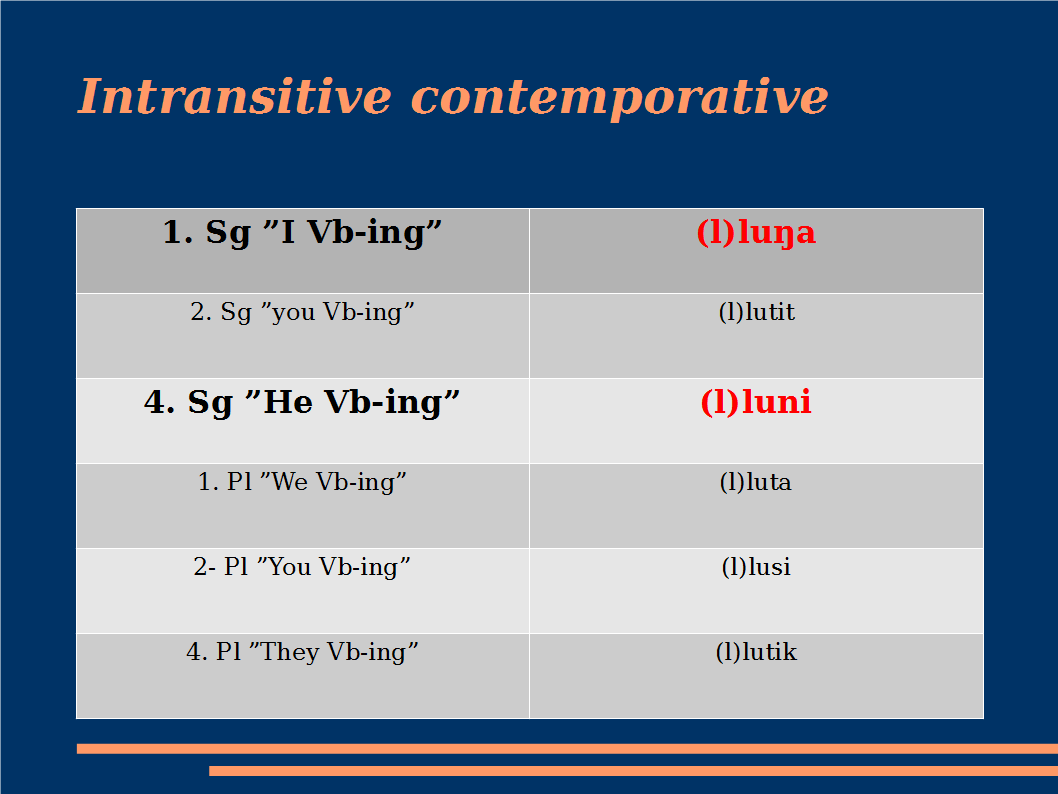 Intransitive contemporative
1. Sg ”I Vb-ing” (l)luŋa
2. Sg ”you Vb-ing” (l)lutit
4. Sg ”He Vb-ing” (l)luni
1. Pl ”We Vb-ing” (l)luta
2- Pl ”You Vb-ing” (l)lusi
4. Pl ”They Vb-ing” (l)lutik